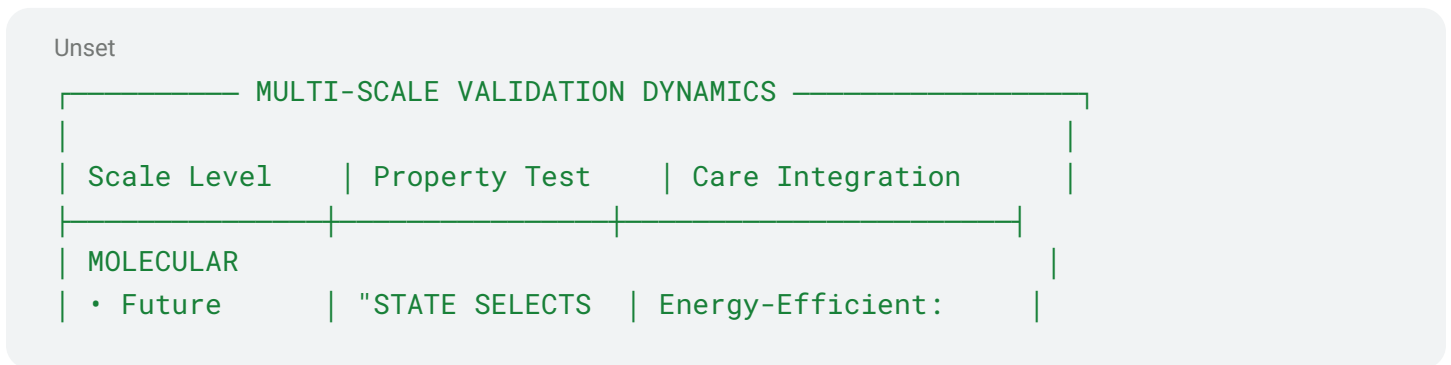 Unset
┌────────── MULTI-SCALE VALIDATION DYNAMICS ─────────────────┐
│ │
│ Scale Level │ Property Test │ Care Integration │
├───────────────┼────────────────┼───────────────────────┤
│ MOLECULAR │
│ • Future │ "STATE SELECTS │ Energy-Efficient: │